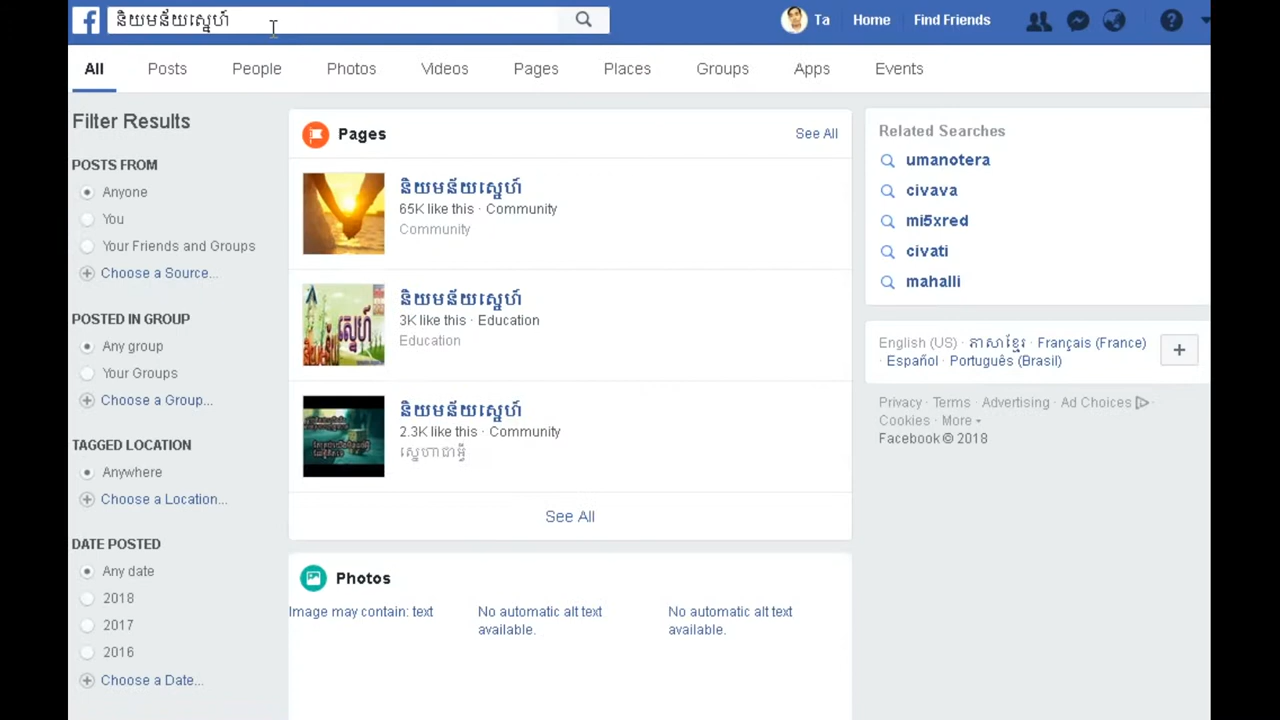 និយមន័យស្នេហ៍
Ta
Home
Find Friends
All
Posts
People
Photos
Videos
Pages
Places
Groups
Apps
Events
Filter Results
POSTS FROM
Anyone
You
Your Friends and Groups
Choose a Source...
POSTED IN GROUP
Any group
Your Groups
Choose a Group...
TAGGED LOCATION
Anywhere
Choose a Location...
DATE POSTED
Any date
2018
2017
2016
Choose a Date...
Pages
See All
និយមន័យស្នេហ៍
65K like this · Community
Community
និយមន័យស្នេហ៍
3K like this · Education
Education
និយមន័យស្នេហ៍
2.3K like this · Community
ស្នេហាជាអ្វី
See All
Photos
Image may contain: text
No automatic alt text
available.
No automatic alt text
available.
Related Searches
umanotera
civava
mi5xred
civati
mahalli
English (US) · ភាសាខ្មែរ · Français (France)
· Español · Português (Brasil)
Privacy · Terms · Advertising · Ad Choices ·
Cookies · More
Facebook © 2018